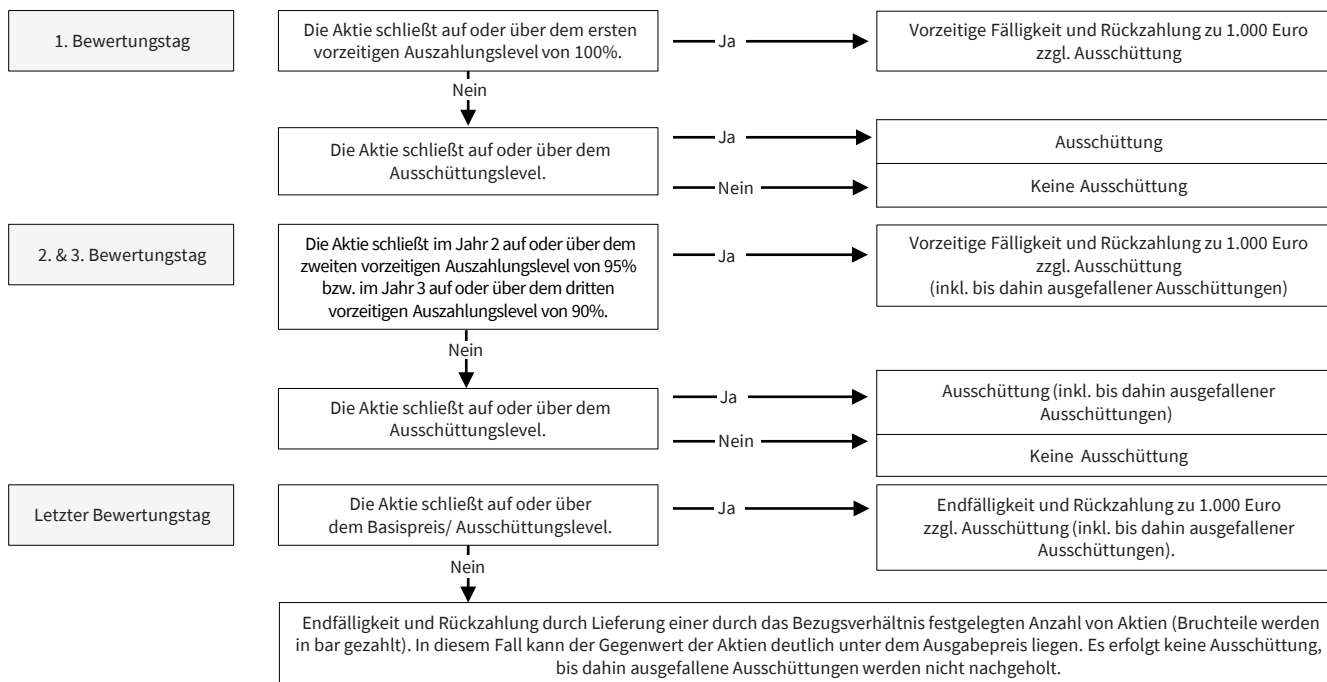 1. Bewertungstag
Die Aktie schließt auf oder über dem ersten
vorzeitigen Auszahlungslevel von 100%.
Ja
Vorzeitige Fälligkeit und Rückzahlung zu 1.000 Euro
zzgl. Ausschüttung
Nein
Die Aktie schließt auf oder über dem
Ausschüttungslevel.
Ja
Ausschüttung
Nein
Keine Ausschüttung
2. & 3. Bewertungstag
Die Aktie schließt im Jahr 2 auf oder über dem
zweiten vorzeitigen Auszahlungslevel von 95%
bzw. im Jahr 3 auf oder über dem dritten
vorzeitigen Auszahlungslevel von 90%.
Ja
Vorzeitige Fälligkeit und Rückzahlung zu 1.000 Euro
zzgl. Ausschüttung
(inkl. bis dahin ausgefallener Ausschüttungen)
Nein
Die Aktie schließt auf oder über dem
Ausschüttungslevel.
Ja
Ausschüttung (inkl. bis dahin ausgefallener
Ausschüttungen)
Nein
Keine Ausschüttung
Letzter Bewertungstag
Die Aktie schließt auf oder über
dem Basispreis/ Ausschüttungslevel.
Ja
Endfälligkeit und Rückzahlung zu 1.000 Euro
zzgl. Ausschüttung (inkl. bis dahin ausgefallener
Ausschüttungen).
Nein
Endfälligkeit und Rückzahlung durch Lieferung einer durch das Bezugsverhältnis festgelegten Anzahl von Aktien (Bruchteile werden
in bar gezahlt). In diesem Fall kann der Gegenwert der Aktien deutlich unter dem Ausgabepreis liegen. Es erfolgt keine Ausschüttung,
bis dahin ausgefallene Ausschüttungen werden nicht nachgeholt.